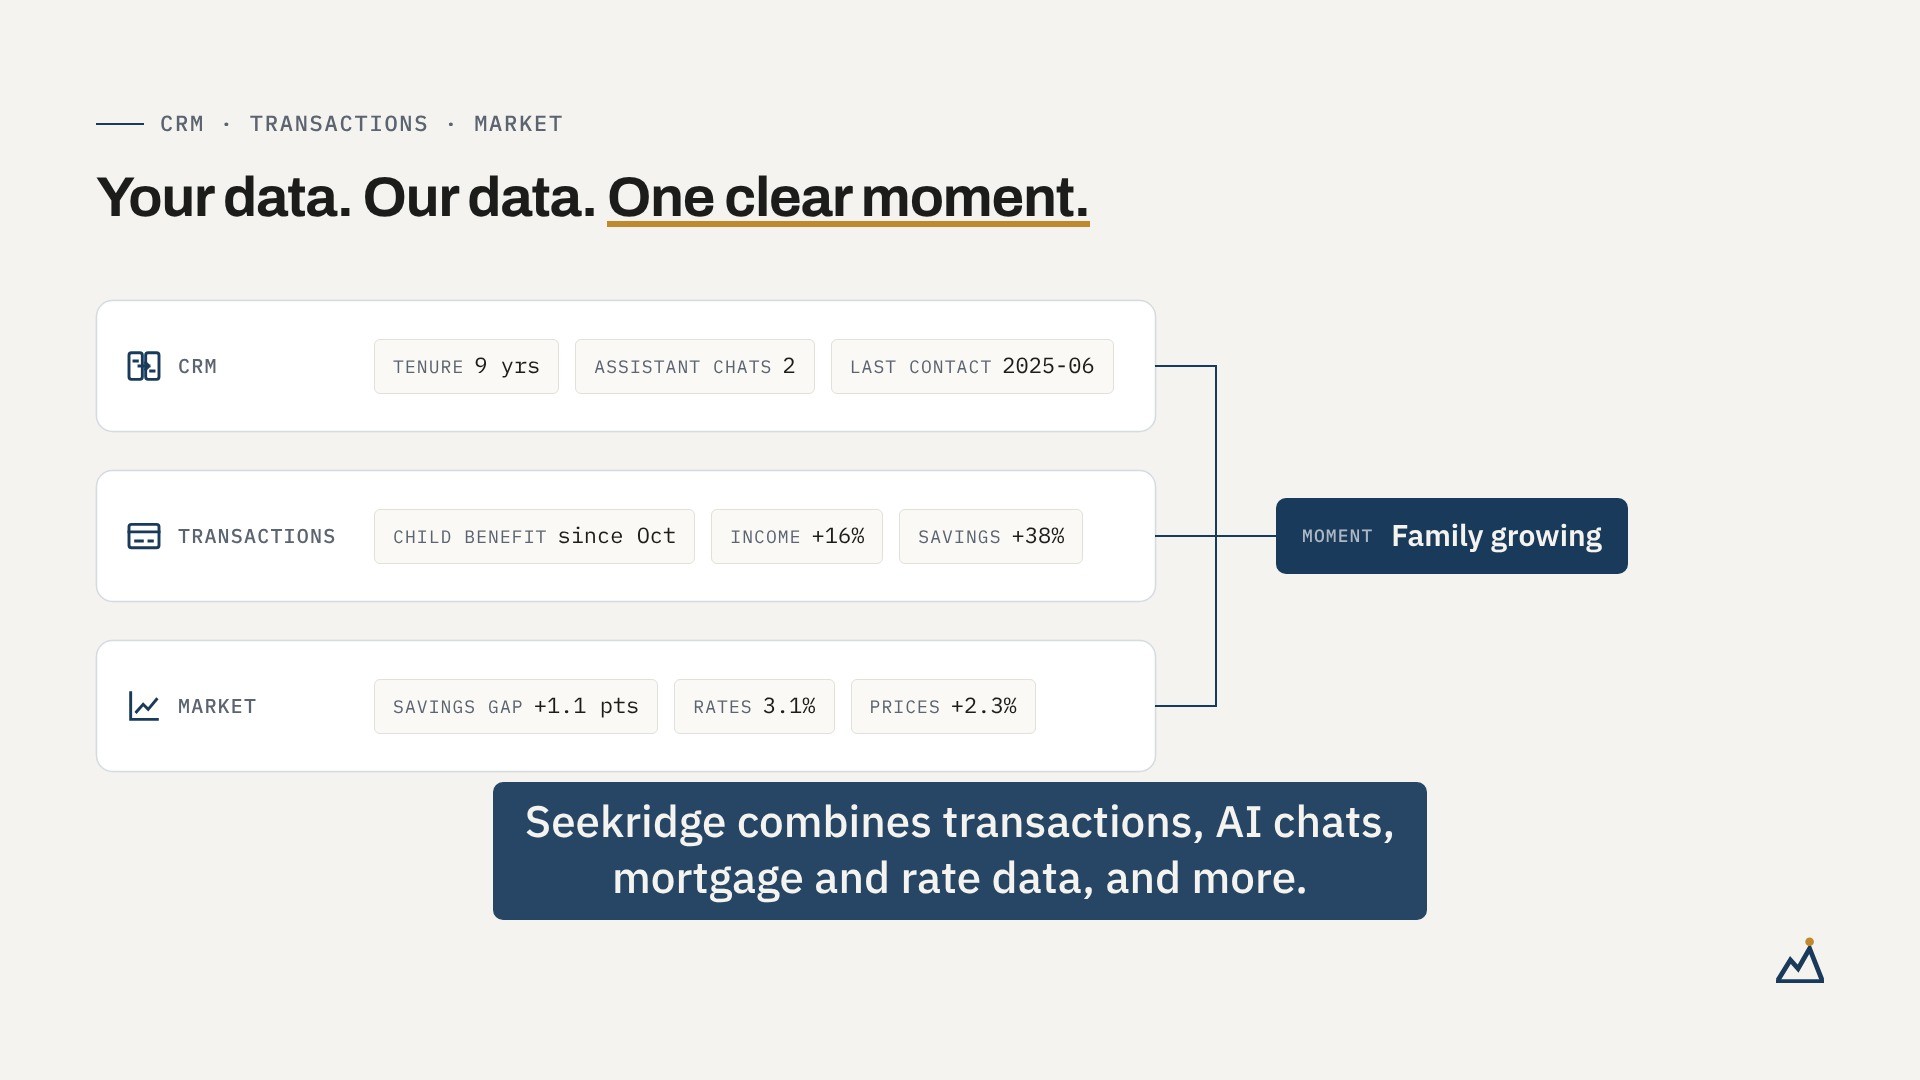 CRM · TRANSACTIONS · MARKET
Your data. Our data. One clear moment.
CRM TENURE 9 yrs ASSISTANT CHATS 2 LAST CONTACT 2025-06
TRANSACTIONS CHILD BENEFIT since Oct INCOME +16% SAVINGS +38%
MOMENT Family growing
MARKET SAVINGS GAP +1.1 pts RATES 3.1% PRICES +2.3%
Seekridge combines transactions, AI chats,
mortgage and rate data, and more.